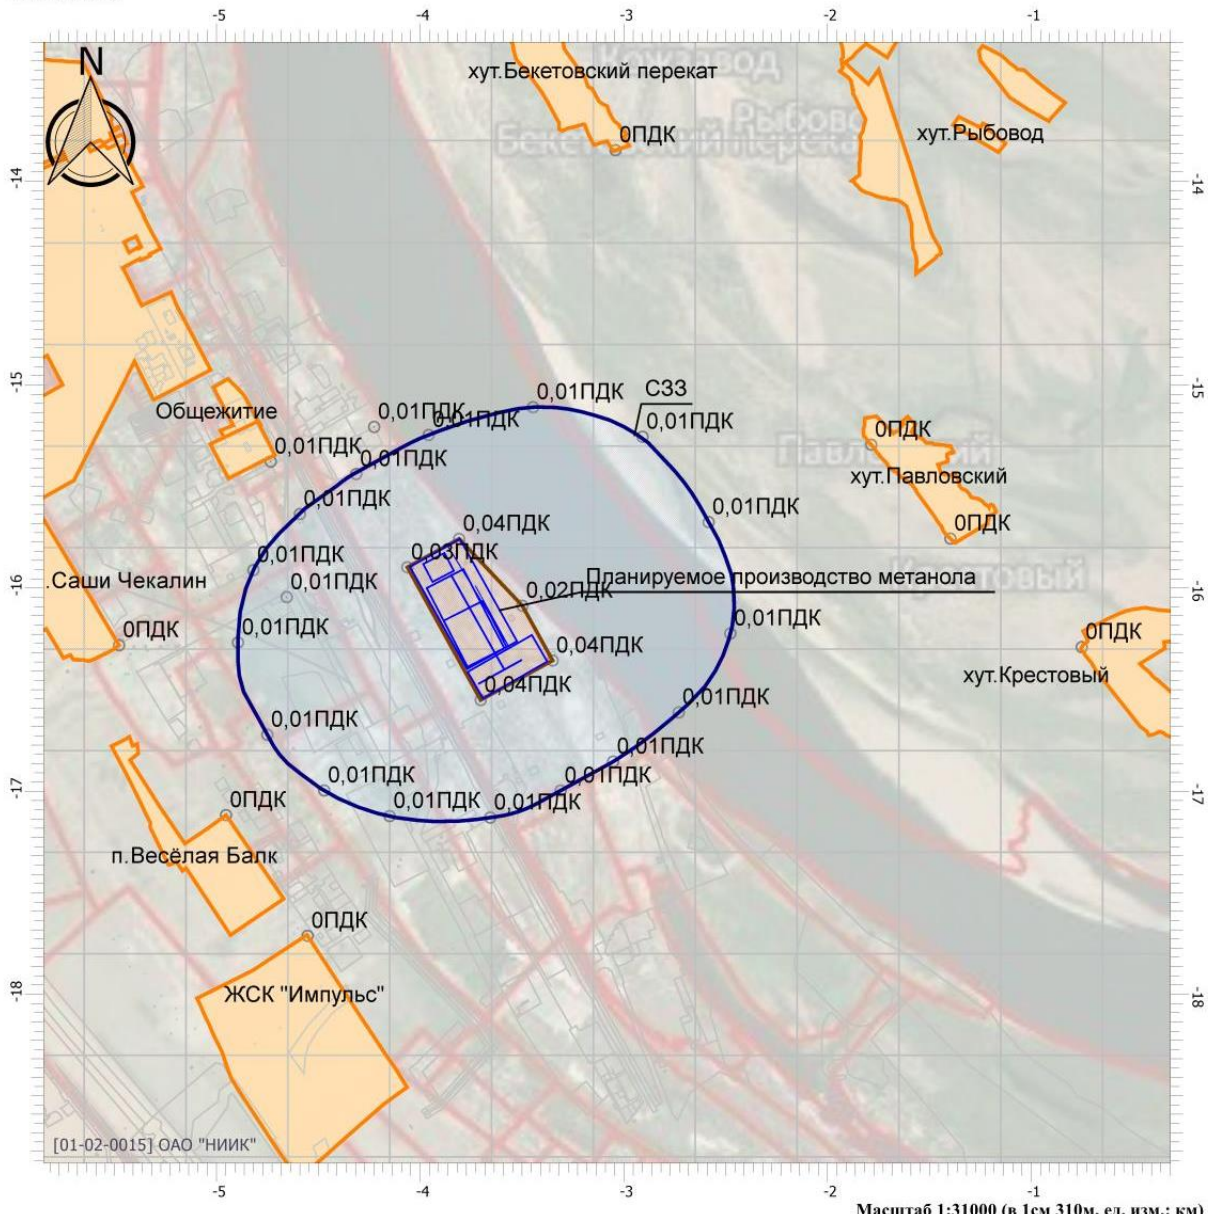 -5
-4
-3
-2
-1
N
Кожзавод
хут.Бекетовский перекат
Рыбово
хут.Рыбовод
0ПДК
-14
-14
-15
-15
0,01ПДК
СЗЗ
0,01ПДК
0,01ПДК
0,01ПДК
Общежитие
0,01ПДК
0,01ПДК
0ПДК
хут.Павловский
0,01ПДК
0,01ПДК
0ПДК
0,04ПДК
0,01ПДК
0,03ПДК
.Саши Чекалин
0,01ПДК
0,02ПДК
Планируемое производство метанола
-16
-16
0ПДК
0,01ПДК
0,01ПДК
0ПДК
0,04ПДК
хут.Крестовый
0,04ПДК
0,01ПДК
0,01ПДК
0,01ПДК
0,01ПДК
0,01ПДК
-17
-17
0ПДК
0,01ПДК
0,01ПДК
п.Весёлая Балк
0ПДК
ЖСК "Импульс"
-18
-18
[01-02-0015] ОАО "НИИК"
-5
-4
-3
-2
-1
Масштаб 1:31000 (в 1см 310м, ед. изм.: км)